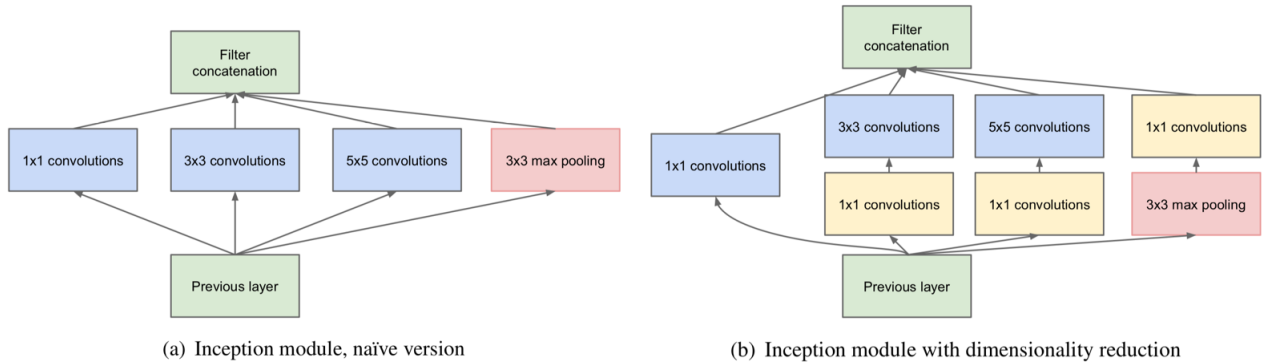 Filter
concatenation
1x1 convolutions
3x3 convolutions
5x5 convolutions
3x3 max pooling
Previous layer
(a) Inception module, naïve version
Filter
concatenation
3x3 convolutions
5x5 convolutions
1x1 convolutions
1x1 convolutions
1x1 convolutions
1x1 convolutions
3x3 max pooling
Previous layer
(b) Inception module with dimensionality reduction